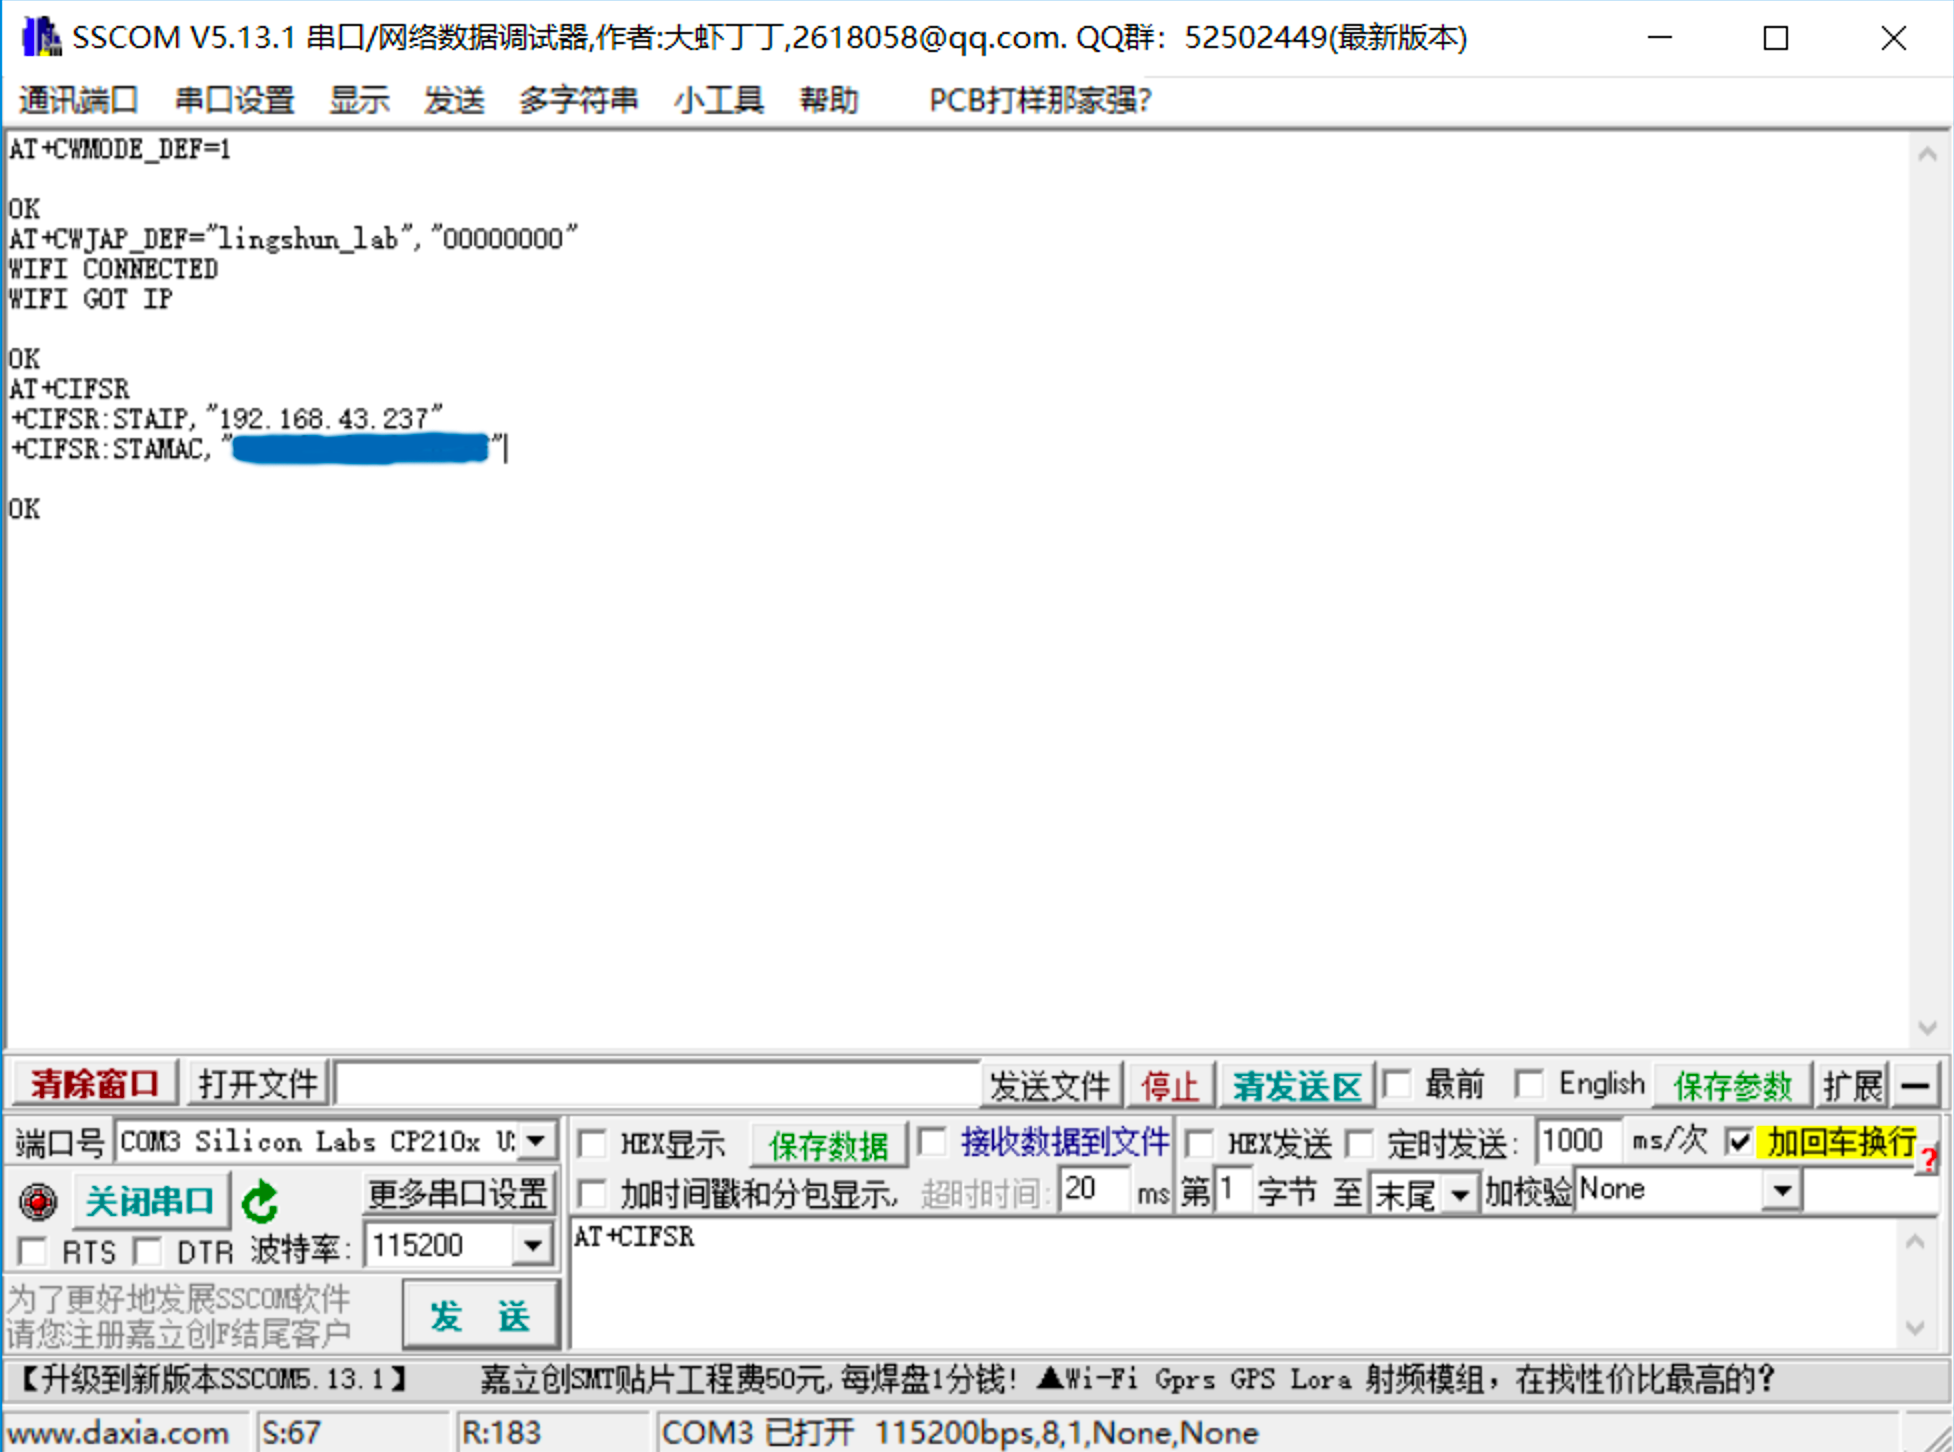 SSCOM V5.13.1 串口/网络数据调试器,作者:大虾丁丁,2618058@qq.com. QQ群: 52502449(最新版本)
通讯端口 串口设置 显示 发送 多字符串 小工具 帮助 PCB打样那家强?
AT+CWMODE_DEF=1
OK
AT+CWJAP_DEF="lingshun_lab","00000000"
WIFI CONNECTED
WIFI GOT IP
OK
AT+CIFSR
+CIFSR:STAIP,"192.168.43.237"
+CIFSR:STAMAC,""
OK
清除窗口 打开文件 发送文件 停止 清发送区 最前 English 保存参数 扩展 —
端口号 COM3 Silicon Labs CP210x HEX显示 保存数据 接收数据到文件 HEX发送 定时发送: 1000 ms/次 加回车换行 ?
关闭串口 更多串口设置 加时间戳和分包显示, 超时时间: 20 ms 第 1 字节 至 末尾 加校验 None
RTS DTR 波特率: 115200 AT+CIFSR
为了更好地发展SSCOM软件
请您注册嘉立创F结尾客户
发 送
【升级到新版本SSCOM5.13.1】 嘉立创SMT贴片工程费50元,每焊盘1分钱! ▲Wi-Fi Gprs GPS Lora 射频模组，在找性价比最高的?
www.daxia.com S:67 R:183 COM3 已打开 115200bps,8,1,None,None